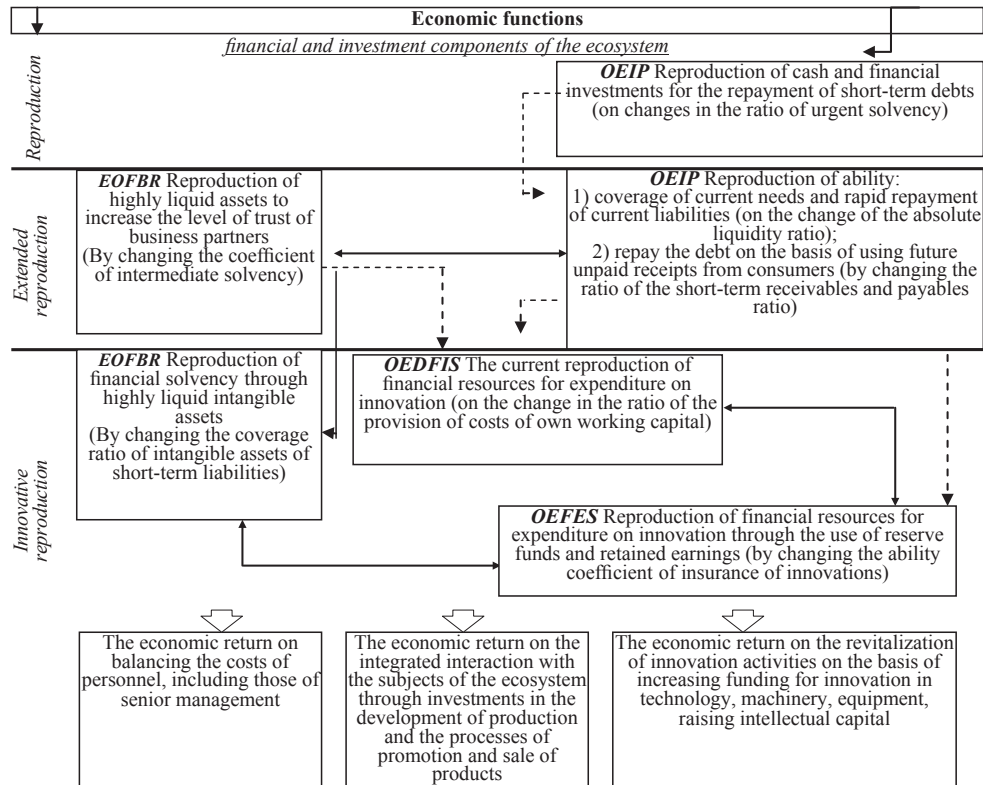 Economic functions
financial and investment components of the ecosystem
Reproduction
OEIP Reproduction of cash and financial
investments for the repayment of short-term debts
(on changes in the ratio of urgent solvency)
Extended
reproduction
EOFBR Reproduction of
highly liquid assets to
increase the level of trust of
business partners
(By changing the coefficient
of intermediate solvency)
OEIP Reproduction of ability:
1) coverage of current needs and rapid repayment
of current liabilities (on the change of the absolute
liquidity ratio);
2) repay the debt on the basis of using future
unpaid receipts from consumers (by changing the
ratio of the short-term receivables and payables
ratio)
Innovative
reproduction
EOFBR Reproduction of
financial solvency through
highly liquid intangible
assets
(By changing the coverage
ratio of intangible assets of
short-term liabilities)
OEDFIS The current reproduction of
financial resources for expenditure on
innovation (on the change in the ratio of the
provision of costs of own working capital)
OEFES Reproduction of financial resources for
expenditure on innovation through the use of reserve
funds and retained earnings (by changing the ability
coefficient of insurance of innovations)
The economic return on
balancing the costs of
personnel, including those of
senior management
The economic return on the
integrated interaction with
the subjects of the ecosystem
through investments in the
development of production
and the processes of
promotion and sale of
products
The economic return on the revitalization
of innovation activities on the basis of
increasing funding for innovation in
technology, machinery, equipment,
raising intellectual capital